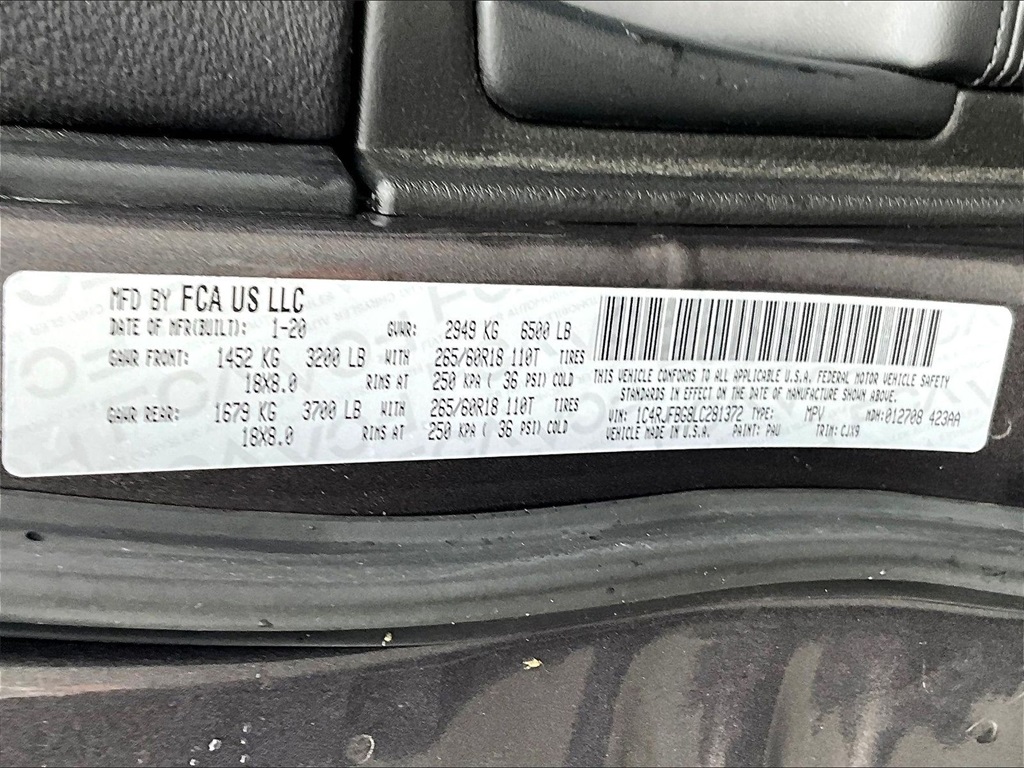 MFD BY FCA US LLC
DATE OF MFR(BUILT): 1-20 GVWR: 2949 KG 6500 LB
GAWR FRONT: 1452 KG 3200 LB WITH 265/60R18 110T TIRES
18X8.0 RIMS AT 250 KPA ( 36 PSI) COLD
GAWR REAR: 1679 KG 3700 LB WITH 265/60R18 110T TIRES
18X8.0 RIMS AT 250 KPA ( 36 PSI) COLD
THIS VEHICLE CONFORMS TO ALL APPLICABLE U.S.A. FEDERAL MOTOR VEHICLE SAFETY
STANDARDS IN EFFECT ON THE DATE OF MANUFACTURE SHOWN ABOVE.
VIN: 1C4RJFBG8LC281372 TYPE: MPV MDH:012708 423AA
VEHICLE MADE IN U.S.A. PAINT: PAU TRIM: CJX9